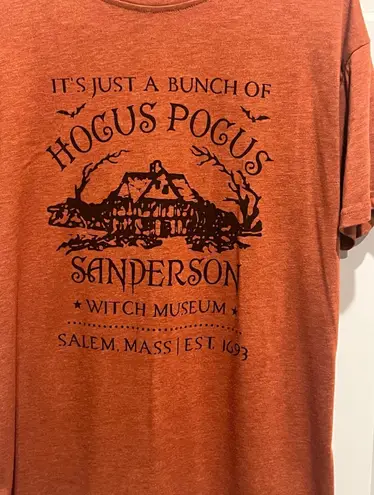 IT'S JUST A BUNCH OF
HOCUS POCUS
SANDERSON
★ WITCH MUSEUM ★
SALEM, MASS | EST. 1693